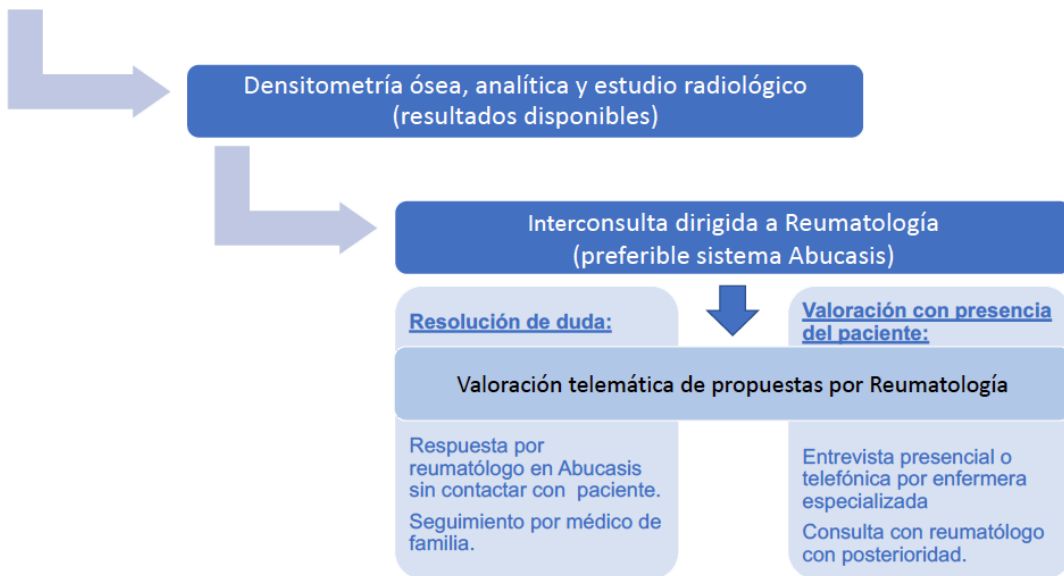 Densitometría ósea, analítica y estudio radiológico
(resultados disponibles)
Interconsulta dirigida a Reumatología
(preferible sistema Abucasis)
Resolución de duda:
Valoración con presencia
del paciente:
Valoración telemática de propuestas por Reumatología
Respuesta por
reumatólogo en Abucasis
sin contactar con paciente.
Seguimiento por médico de
familia.
Entrevista presencial o
telefónica por enfermera
especializada
Consulta con reumatólogo
con posterioridad.